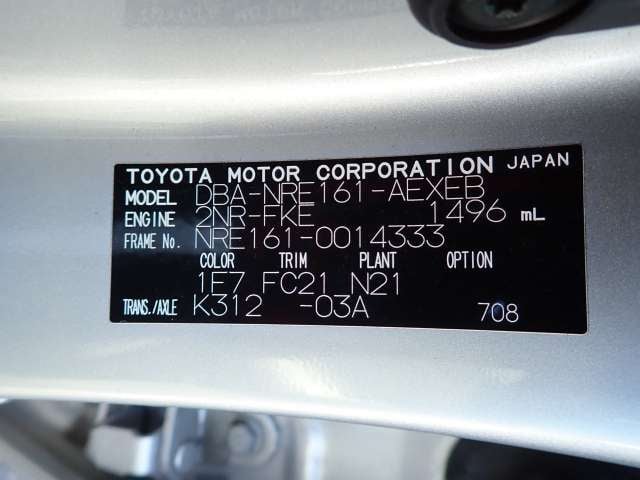 TOYOTA MOTOR CORPORATION JAPAN
MODEL DBA-NRE161-AEXEB
ENGINE 2NR-FKE 1496 mL
FRAME No. NRE161-0014333
COLOR TRIM PLANT OPTION
1F7 FC21 N21
TRANS./AXLE K312 -03A 708